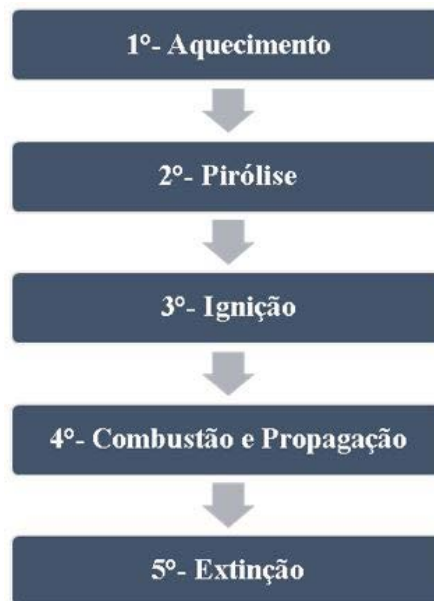 1°- Aquecimento
2°- Pirólise
3°- Ignição
4°- Combustão e Propagação
5°- Extinção